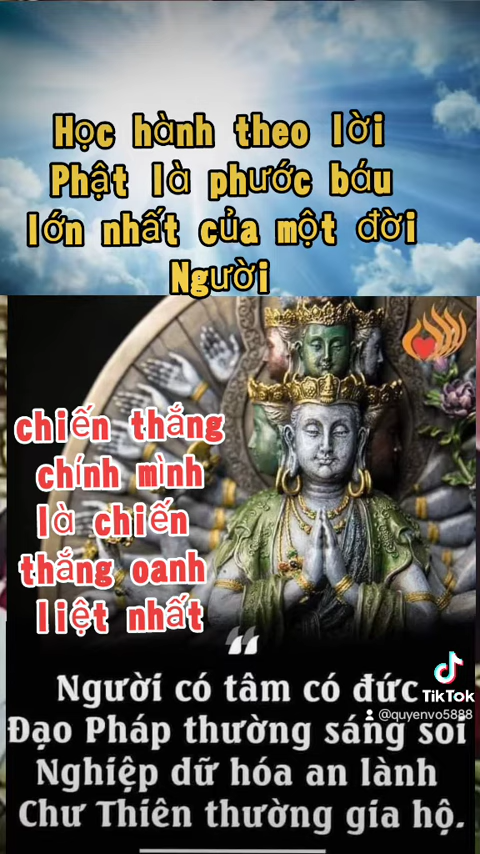 Học hành theo lời
Phật là phước báu
lớn nhất của một đời
Người
chiến thắng
chính mình
là chiến
thắng oanh
liệt nhất
“
Người có tâm có đức
Đạo Pháp thường sáng soi
Nghiệp dữ hóa an lành
Chư Thiên thường gia hộ.
TikTok
@quyenvo5888